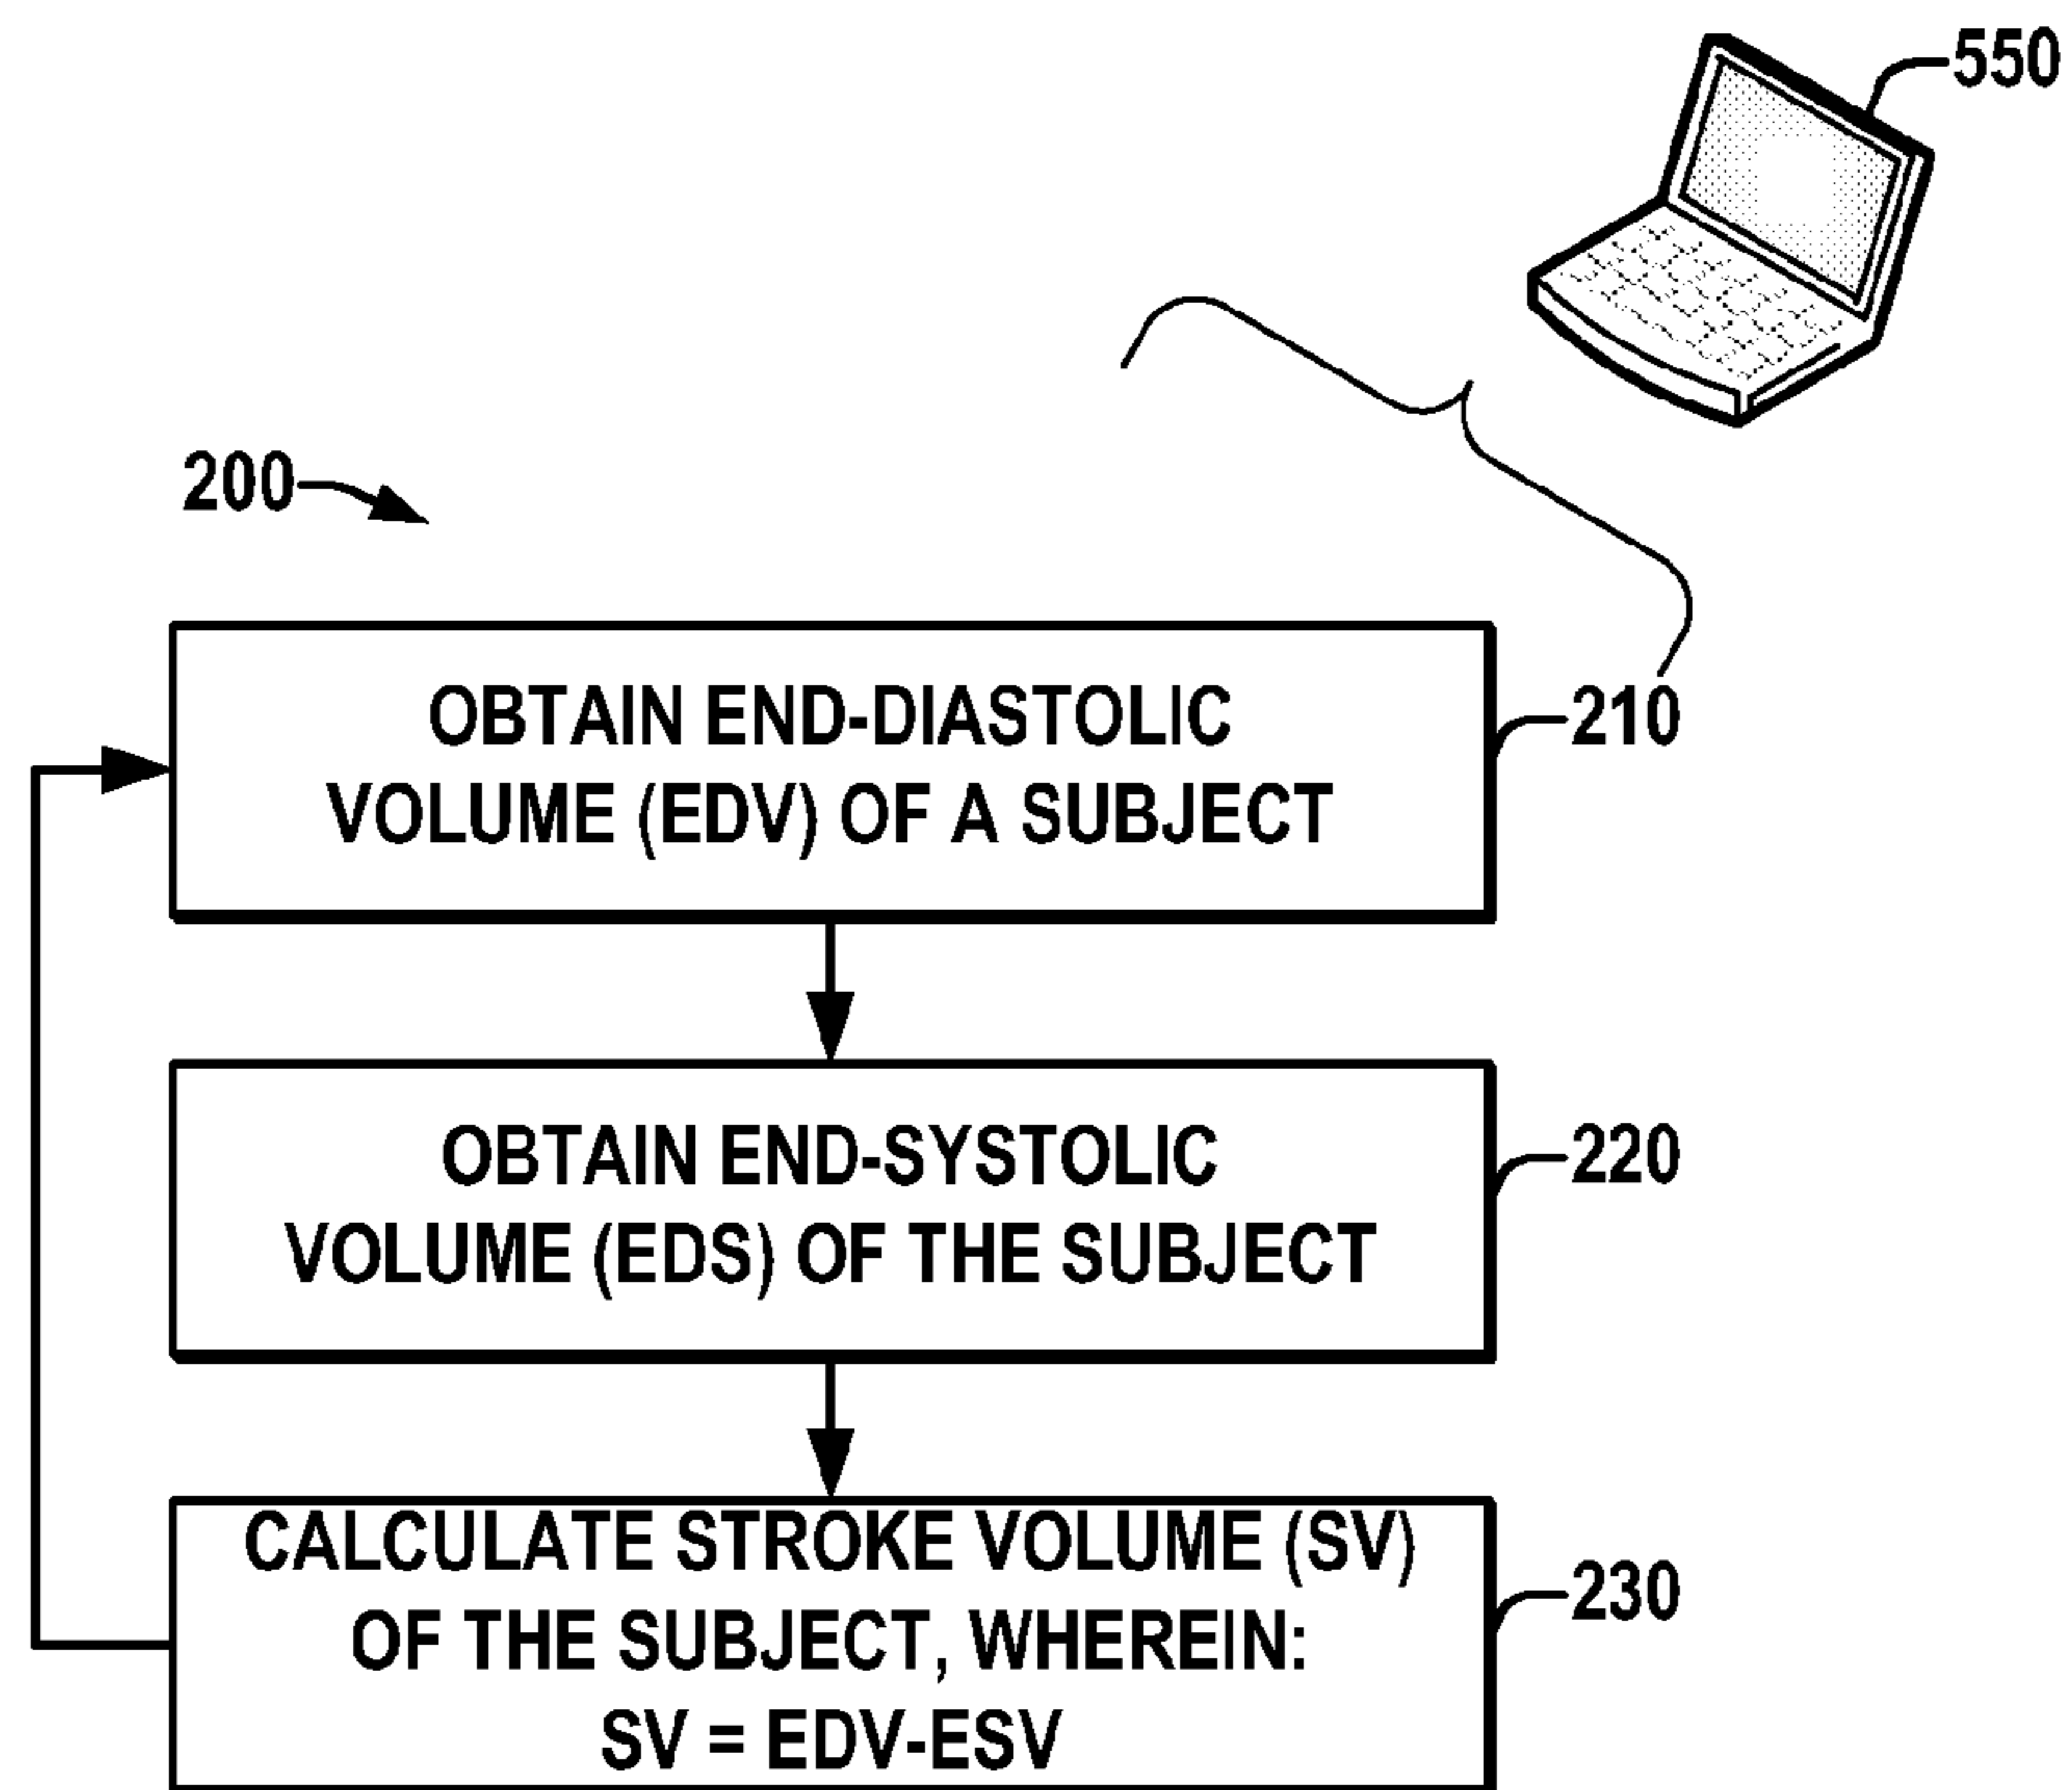 550
200
OBTAIN END-DIASTOLIC
VOLUME (EDV) OF A SUBJECT
210
OBTAIN END-SYSTOLIC
VOLUME (EDS) OF THE SUBJECT
220
CALCULATE STROKE VOLUME (SV)
OF THE SUBJECT, WHEREIN:
SV = EDV-ESV
230